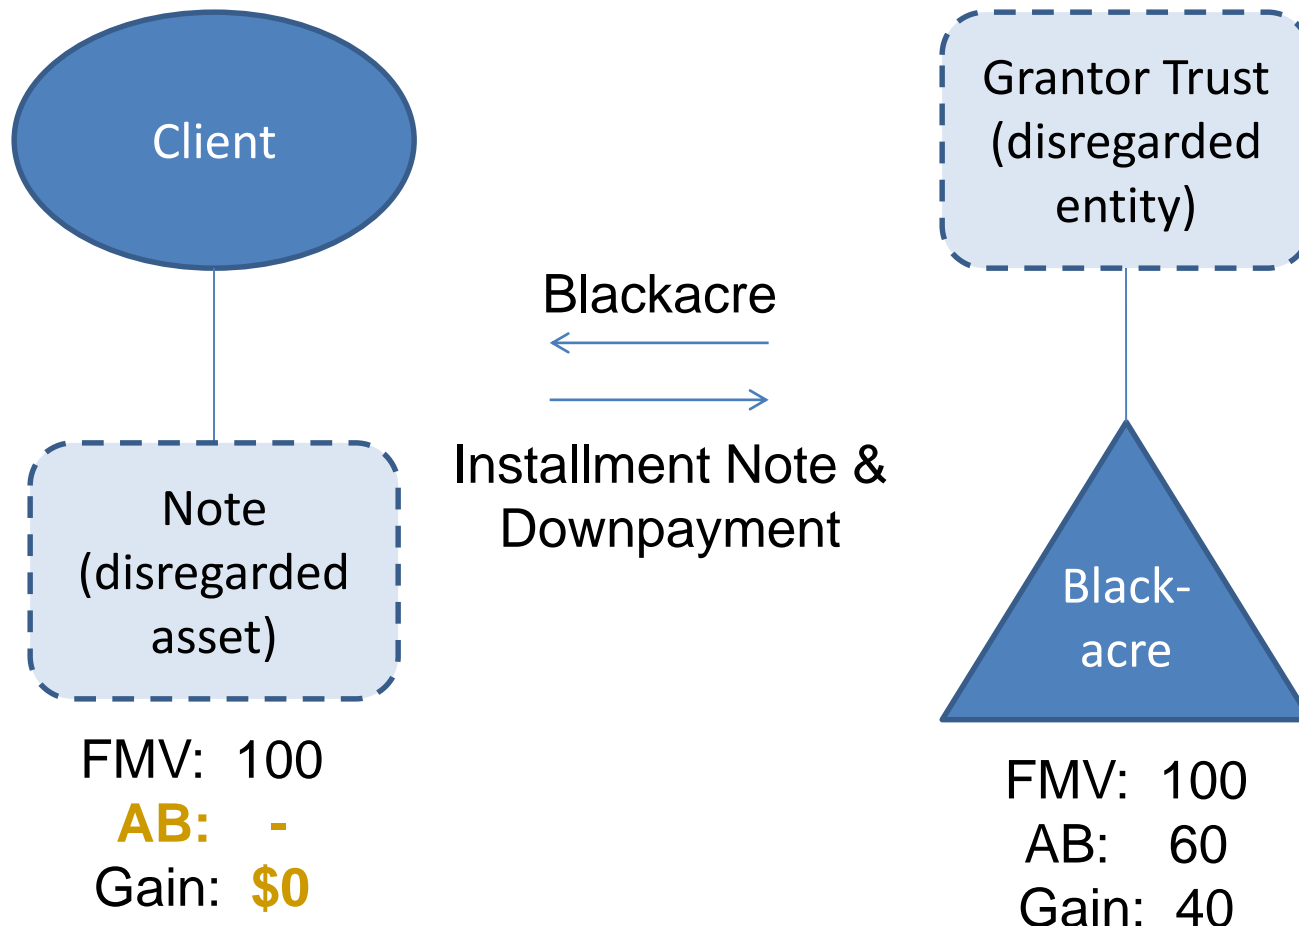 Client
Grantor Trust
(disregarded
entity)
Blackacre
Installment Note &
Downpayment
Note
(disregarded
asset)
Black-
acre
FMV: 100
AB: -
Gain: $0
FMV: 100
AB: 60
Gain: 40